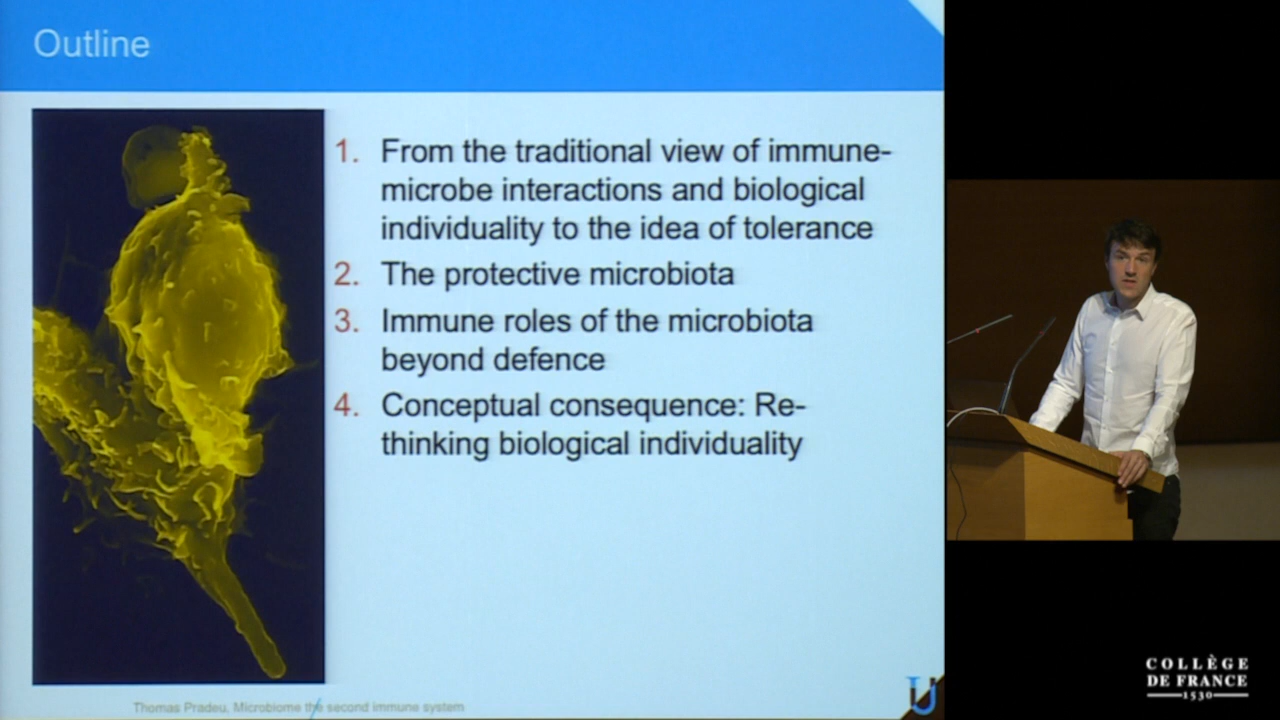 Outline
1. From the traditional view of immune-
microbe interactions and biological
individuality to the idea of tolerance
2. The protective microbiota
3. Immune roles of the microbiota
beyond defence
4. Conceptual consequence: Re-
thinking biological individuality
Thomas Pradeu, Microbiome the second immune system
U
COLLÈGE
DE FRANCE
1530